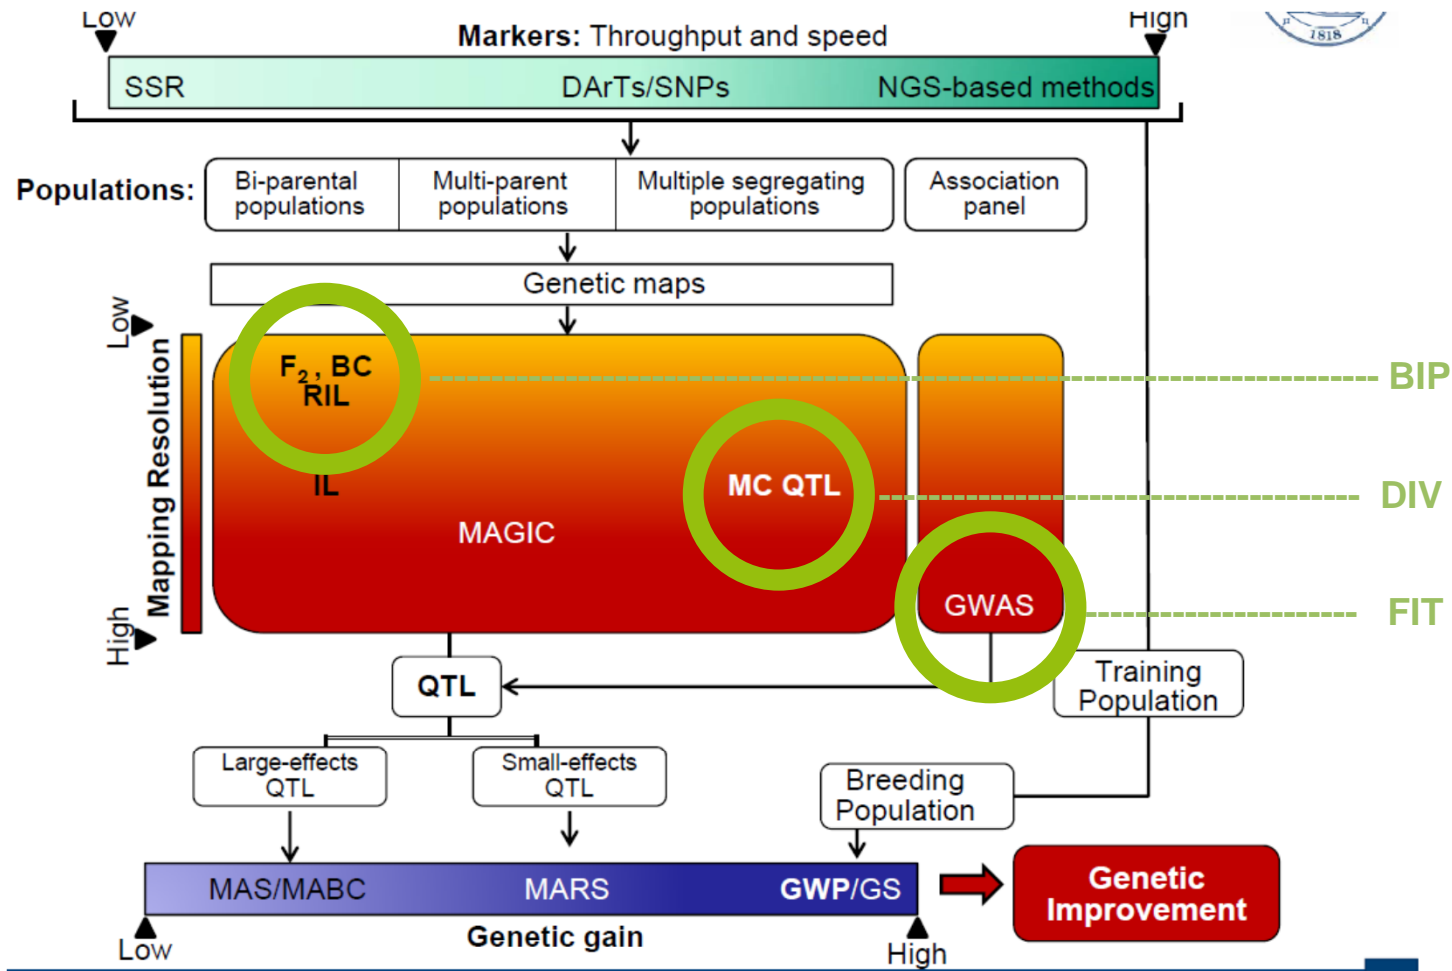 Low
High
Markers: Throughput and speed
1818
SSR
DArTs/SNPs
NGS-based methods
Populations:
Bi-parental
populations
Multi-parent
populations
Multiple segregating
populations
Association
panel
Genetic maps
Low
Mapping Resolution
High
F2 , BC
RIL
IL
MAGIC
MC QTL
GWAS
BIP
DIV
FIT
QTL
Training
Population
Large-effects
QTL
Small-effects
QTL
Breeding
Population
MAS/MABC
MARS
GWP/GS
Genetic
Improvement
Low
Genetic gain
High